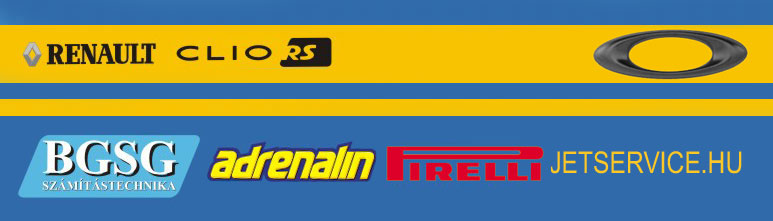 RENAULT CLIO RS
BGSG adrenalin PIRELLI JETSERVICE.HU
SZÁMÍTÁSTECHNIKA